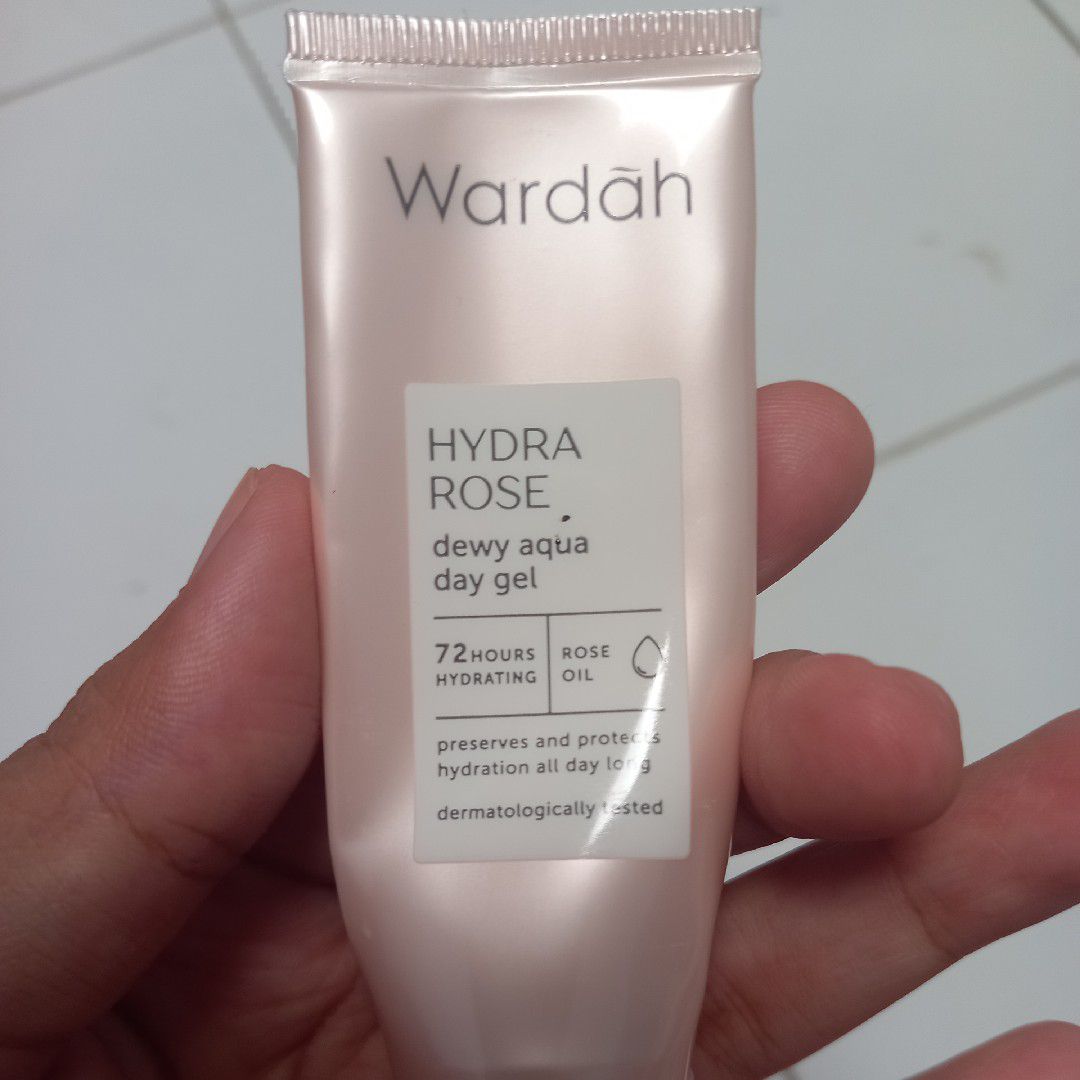 Wardãh
HYDRA
ROSE
dewy aqua
day gel
72 HOURS
HYDRATING
ROSE
OIL
preserves and protects
hydration all day long
dermatologically tested